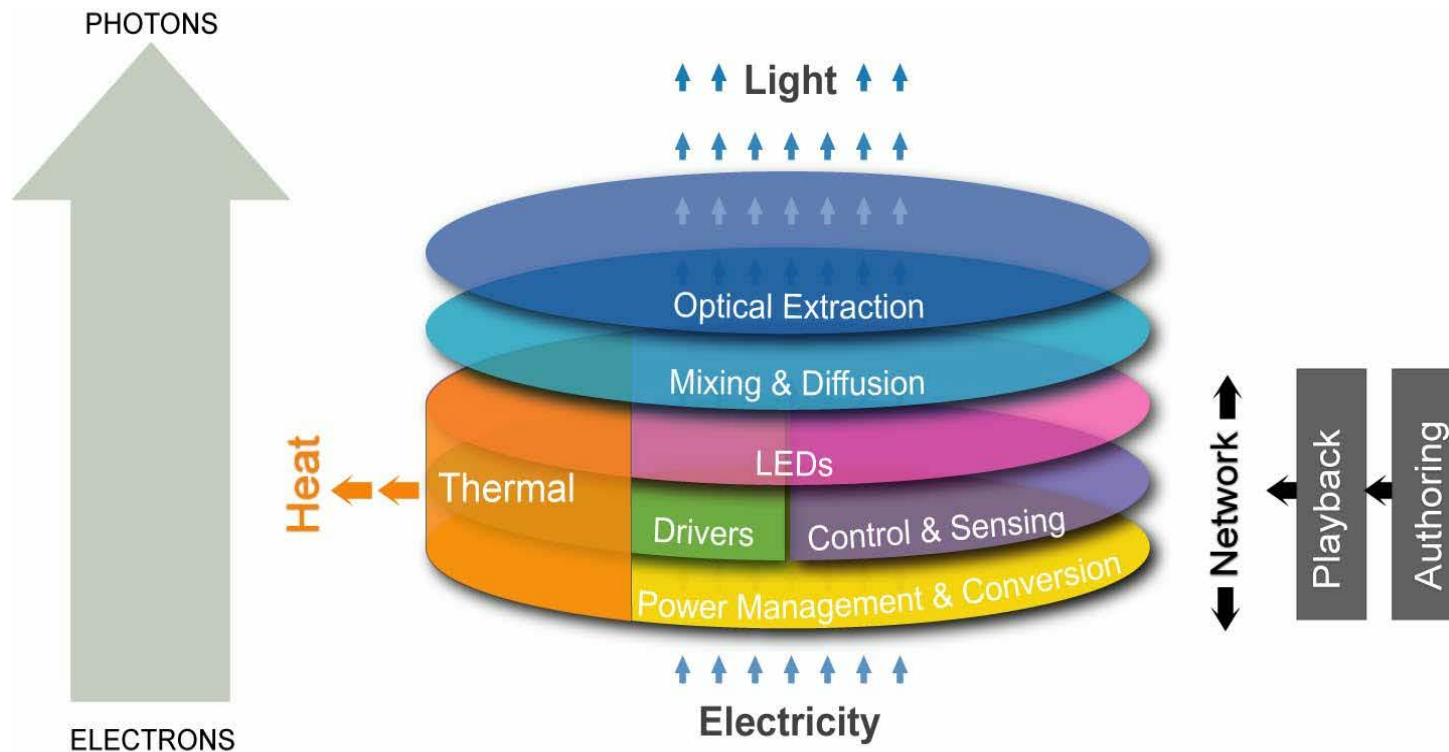 PHOTONS
Light
Optical Extraction
Mixing & Diffusion
LEDs
Thermal
Heat
Drivers
Control & Sensing
Power Management & Conversion
Network
Playback
Authoring
Electricity
ELECTRONS